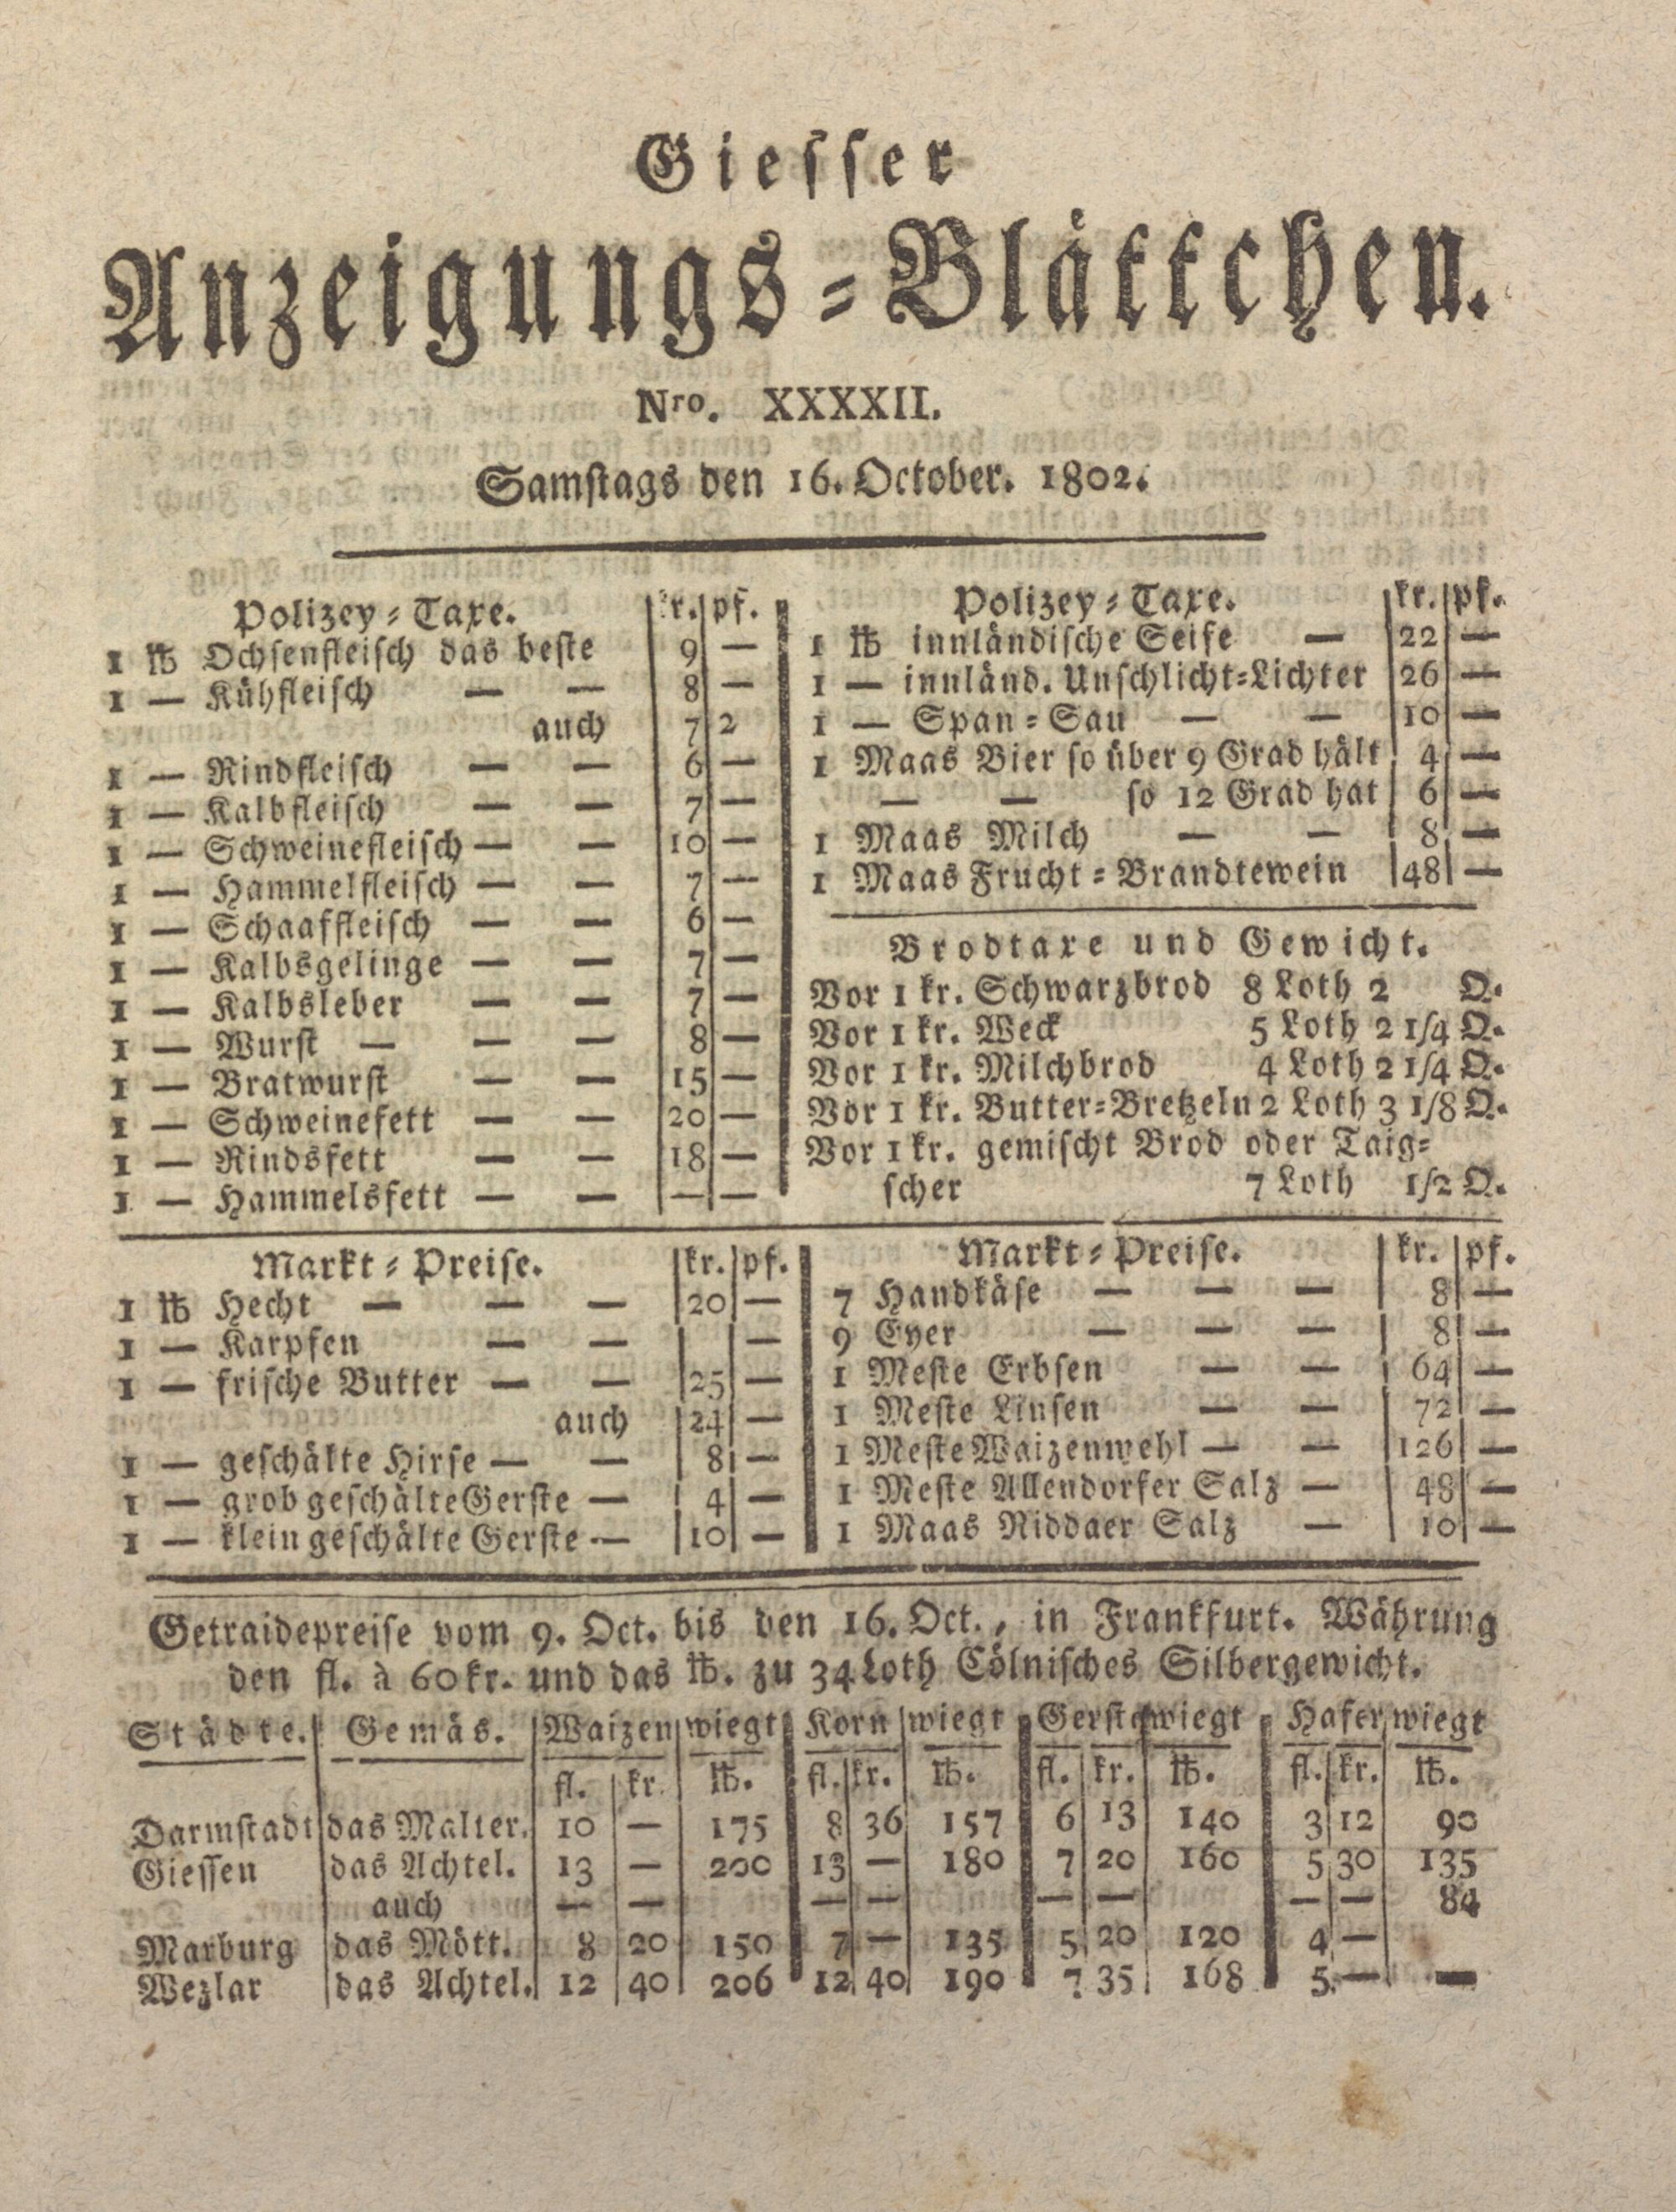 Giesser
Anzeigungs-Blättchen.
Nro. XXXXII.
Samstags den 16. October. 1802.
Polizey-Taxe. kr. pf.
1 ℔ Ochsenfleisch das beste 9 —
1 — Kühfleisch — — 8 —
auch 7 2
1 — Rindfleisch — — 6 —
1 — Kalbfleisch — — 7 —
1 — Schweinefleisch — — 10 —
1 — Hammelfleisch — — 7 —
1 — Schaaffleisch — — 6 —
1 — Kalbsgelinge — — 7 —
1 — Kalbsleber — — 7 —
1 — Wurst — — — 8 —
1 — Bratwurst — — 15 —
1 — Schweinefett — — 20 —
1 — Rindsfett — — 18 —
1 — Hammelsfett — — — —
Polizey-Taxe. kr. pf.
1 ℔ innländische Seife — 22 —
1 — innländ. Unschlicht-Lichter 26 —
1 — Span-Sau — — 10 —
1 Maas Bier so über 9 Grad hält 4 —
— — so 12 Grad hat 6 —
1 Maas Milch — — 8 —
1 Maas Frucht-Brandtewein 48 —
Brodtaxe und Gewicht.
Vor 1 kr. Schwarzbrod 8 Loth 2 Q.
Vor 1 kr. Weck 5 Loth 2 1/4 Q.
Vor 1 kr. Milchbrod 4 Loth 2 1/4 Q.
Vor 1 kr. Butter-Bretzeln 2 Loth 3 1/8 Q.
Vor 1 kr. gemischt Brod oder Taig-
scher 7 Loth 1/2 Q.
Markt-Preise. kr. pf.
1 ℔ Hecht — — — 20 —
1 — Karpfen — — —
1 — frische Butter — — 25 —
auch 24 —
1 — geschälte Hirse — — 8 —
1 — grob geschälte Gerste — 4 —
1 — klein geschälte Gerste — 10 —
Markt-Preise. kr. pf.
7 Handkäse — — — 8 —
9 Eyer — — — 8 —
1 Meste Erbsen — — 64 —
1 Meste Linsen — — 72 —
1 Meste Waizenmehl — — 126 —
1 Meste Allendorfer Salz — 48 —
1 Maas Niddaer Salz — 10 —
Getraidepreise vom 9. Oct. bis den 16. Oct., in Frankfurt. Währung
den fl. à 60 kr. und das ℔. zu 34 Loth Cölnisches Silbergewicht.
Städte. Gemäs. Waizen wiegt Korn wiegt Gerste wiegt Hafer wiegt
fl. kr. ℔. fl. kr. ℔. fl. kr. ℔. fl. kr. ℔.
Darmstadt das Malter. 10 — 175 8 36 157 6 13 140 3 12 90
Giessen das Achtel. 13 — 200 13 — 180 7 20 160 5 30 135
auch — — — — — — — — 84
Marburg das Mött. 8 20 150 7 — 135 5 20 120 4 —
Wezlar das Achtel. 12 40 206 12 40 190 7 35 168 5 — —